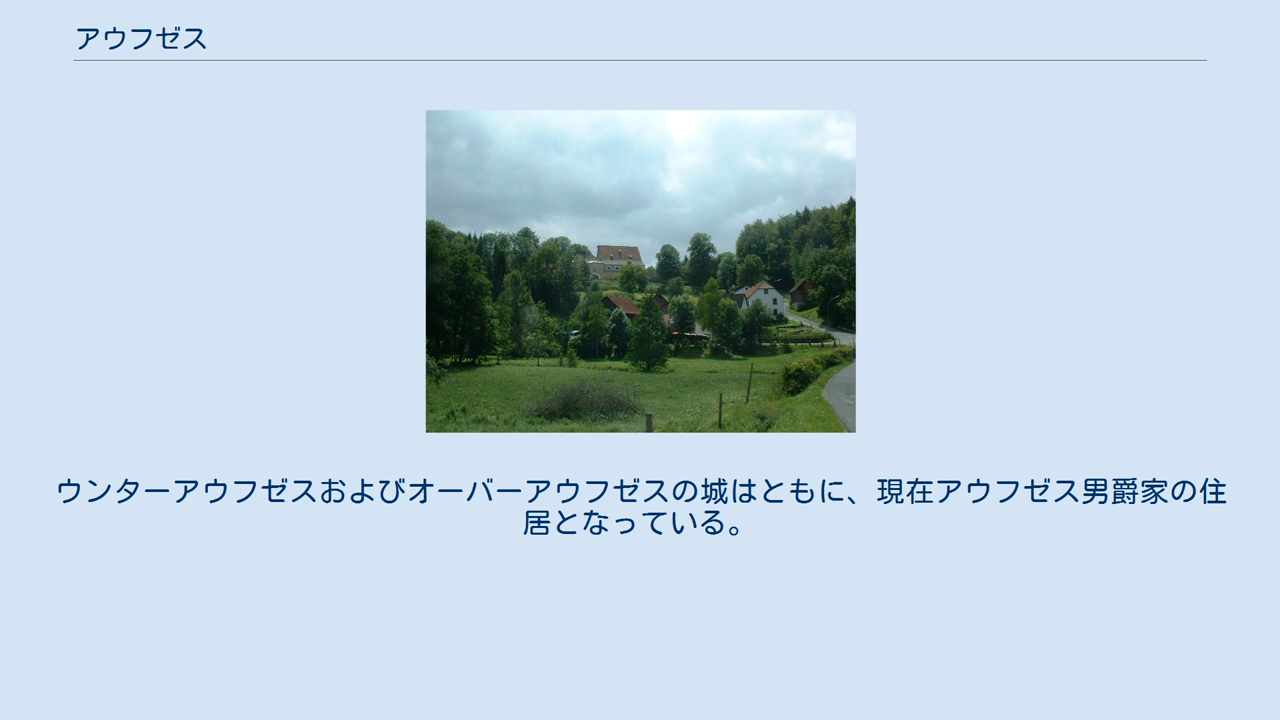 アウフゼス
ウンターアウフゼスおよびオーバーアウフゼスの城はともに、現在アウフゼス男爵家の住
居となっている。